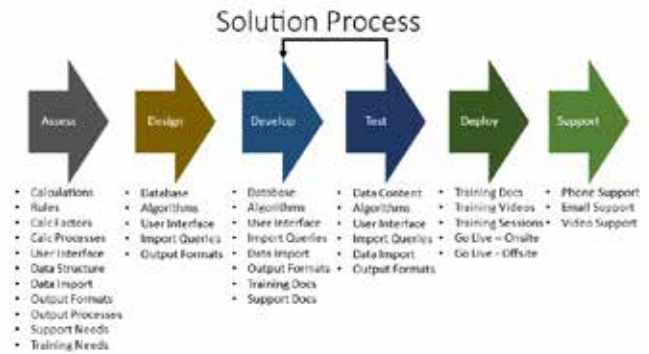 Solution Process
Assess
Design
Develop
Test
Deploy
Support
• Calculations
• Rules
• Calc Factors
• Calc Processes
• User Interface
• Data Structure
• Data Import
• Output Formats
• Output Processes
• Support Needs
• Training Needs
• Database
• Algorithms
• User Interface
• Import Queries
• Output Formats
• Database
• Algorithms
• User Interface
• Import Queries
• Data Import
• Output Formats
• Training Docs
• Support Docs
• Data Content
• Algorithms
• User Interface
• Import Queries
• Data Import
• Output Formats
• Training Docs
• Training Videos
• Training Sessions
• Go Live – Onsite
• Go Live - Offsite
• Phone Support
• Email Support
• Video Support